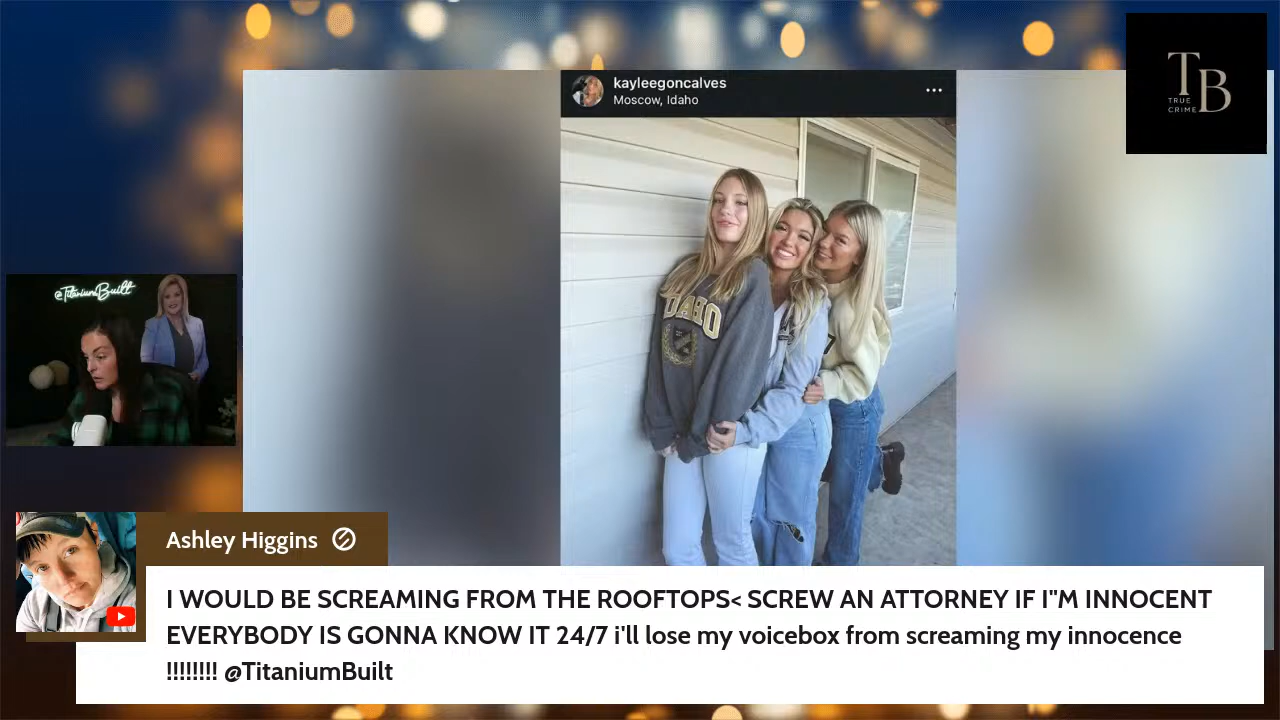 kayleegoncalves
Moscow, Idaho
TB
TRUE
CRIME
IDAHO
7
@TitaniumBuilt
Ashley Higgins
I WOULD BE SCREAMING FROM THE ROOFTOPS< SCREW AN ATTORNEY IF I"M INNOCENT
EVERYBODY IS GONNA KNOW IT 24/7 i'll lose my voicebox from screaming my innocence
!!!!!!!! @TitaniumBuilt